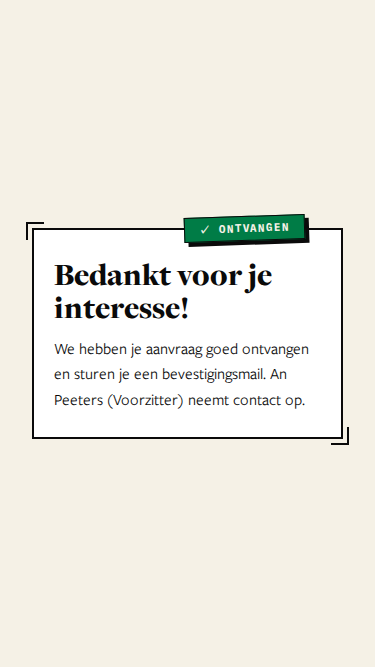 ✓ ONTVANGEN
Bedankt voor je
interesse!
We hebben je aanvraag goed ontvangen
en sturen je een bevestigingsmail. An
Peeters (Voorzitter) neemt contact op.